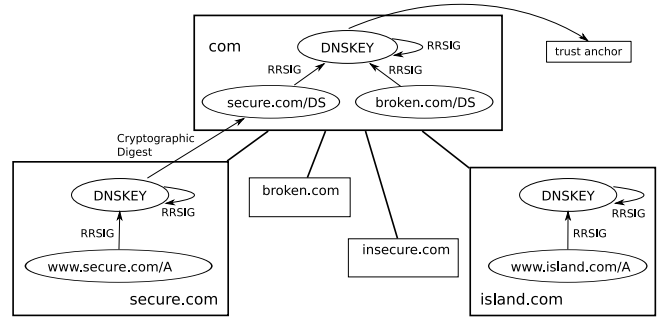 com
DNSKEY
RRSIG
trust anchor
RRSIG
RRSIG
secure.com/DS
broken.com/DS
Cryptographic
Digest
DNSKEY
RRSIG
RRSIG
www.secure.com/A
secure.com
broken.com
insecure.com
DNSKEY
RRSIG
RRSIG
www.island.com/A
island.com